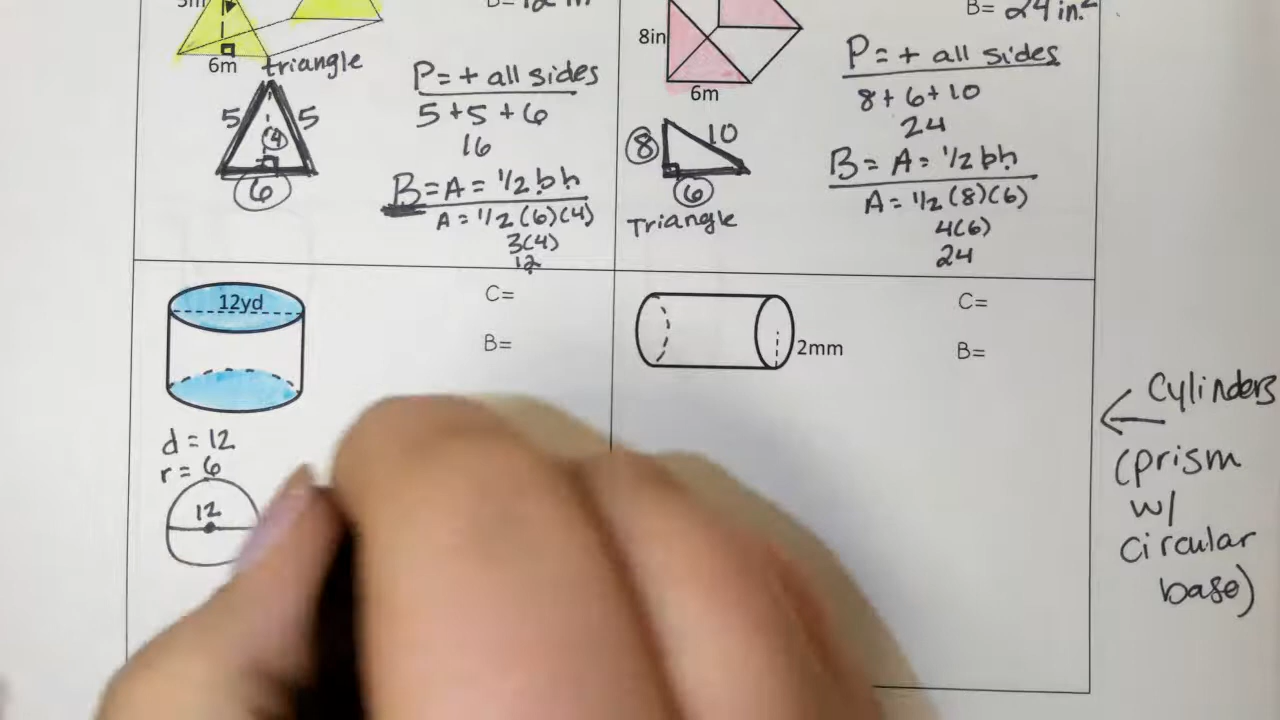 5m
B= 12 m
6m
triangle
5
5
4
6
P= + all sides
5 + 5 + 6
16
B = A = 1/2 bh
A = 1/2 (6)(4)
3(4)
12
B= 24 in.²
8in
6m
8
10
6
Triangle
P= + all sides
8 + 6 + 10
24
B = A = 1/2 bh
A = 1/2 (8)(6)
4(6)
24
12yd
C=
B=
d = 12
r = 6
12
2mm
C=
B=
← Cylinders
(prism
w/
circular
base)